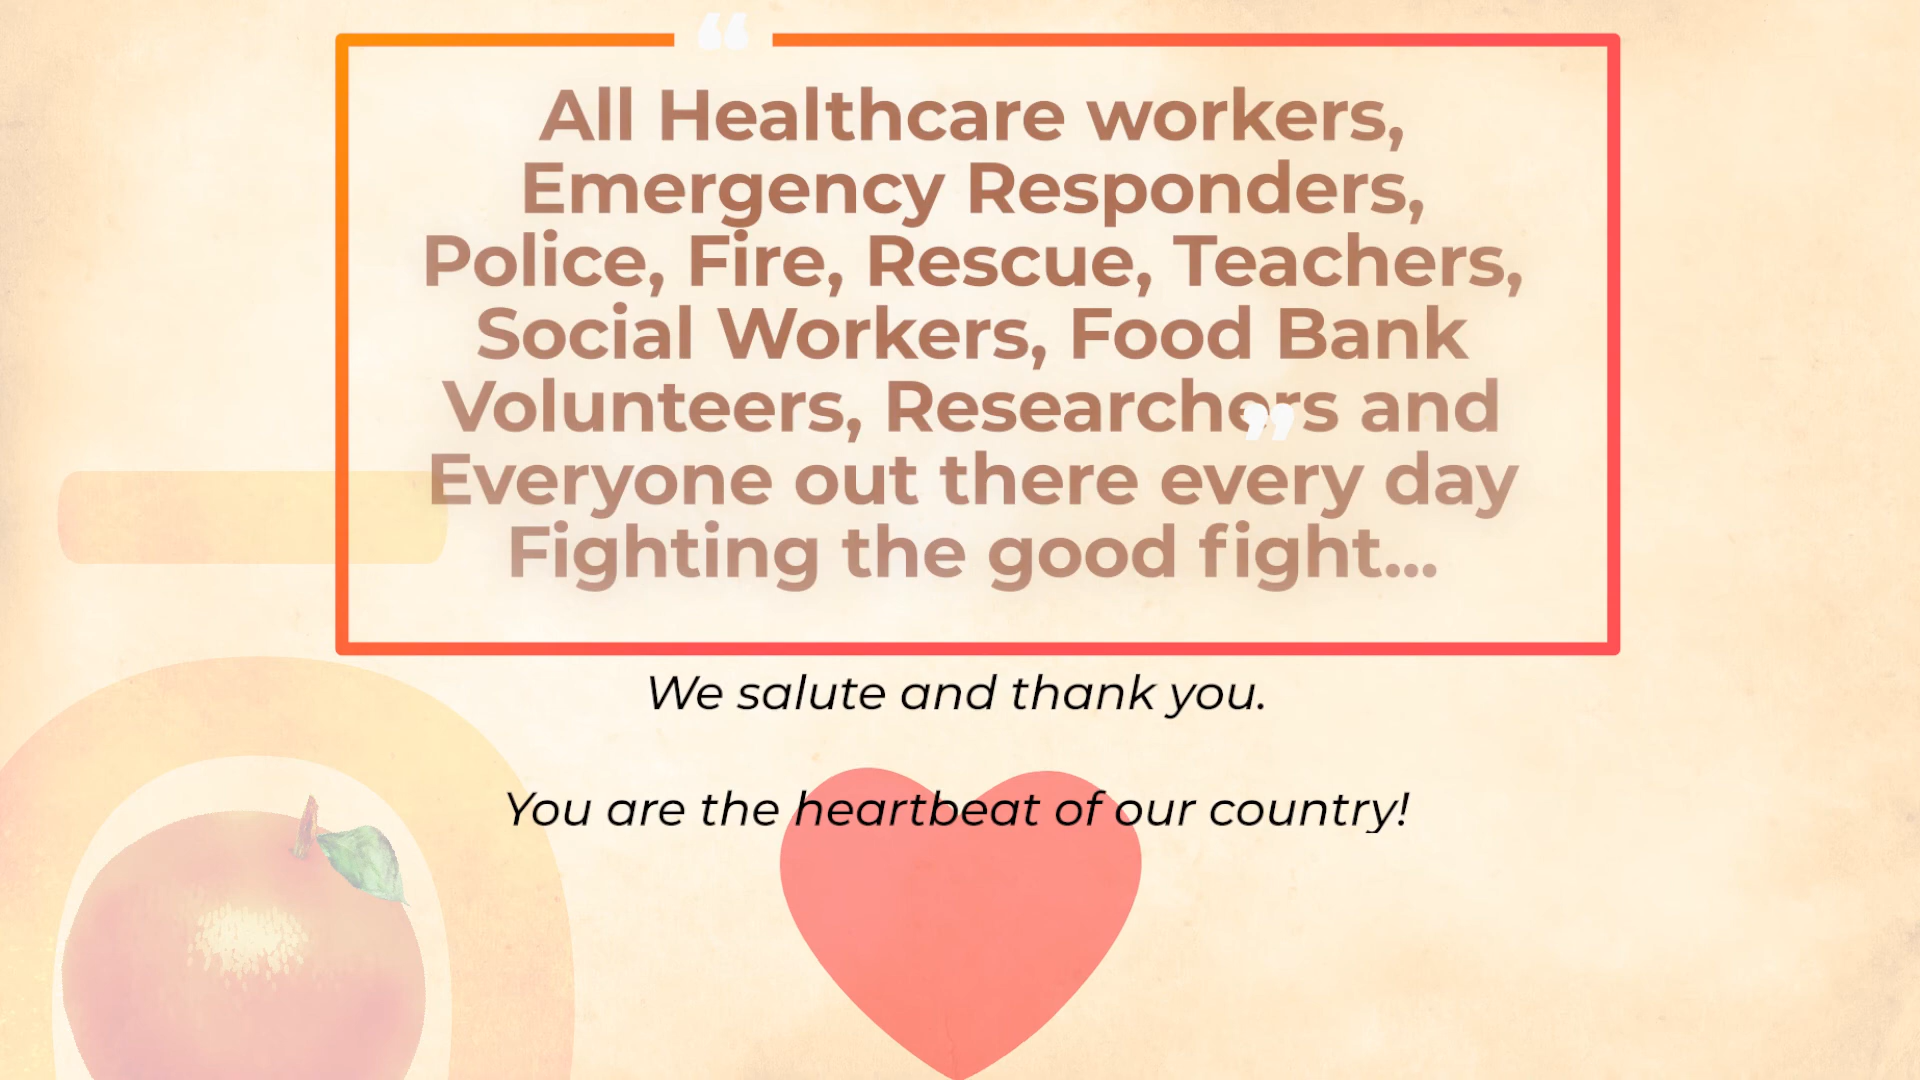 “
All Healthcare workers,
Emergency Responders,
Police, Fire, Rescue, Teachers,
Social Workers, Food Bank
Volunteers, Researchers and
Everyone out there every day
Fighting the good fight...
”
We salute and thank you.
You are the heartbeat of our country!